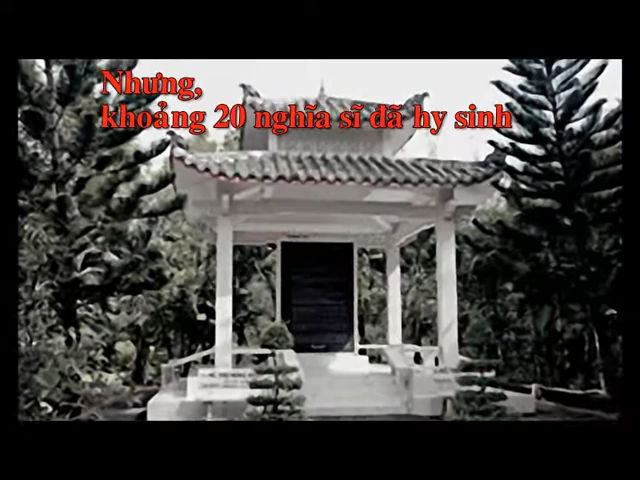 Nhưng,
khoảng 20 nghĩa sĩ đã hy sinh